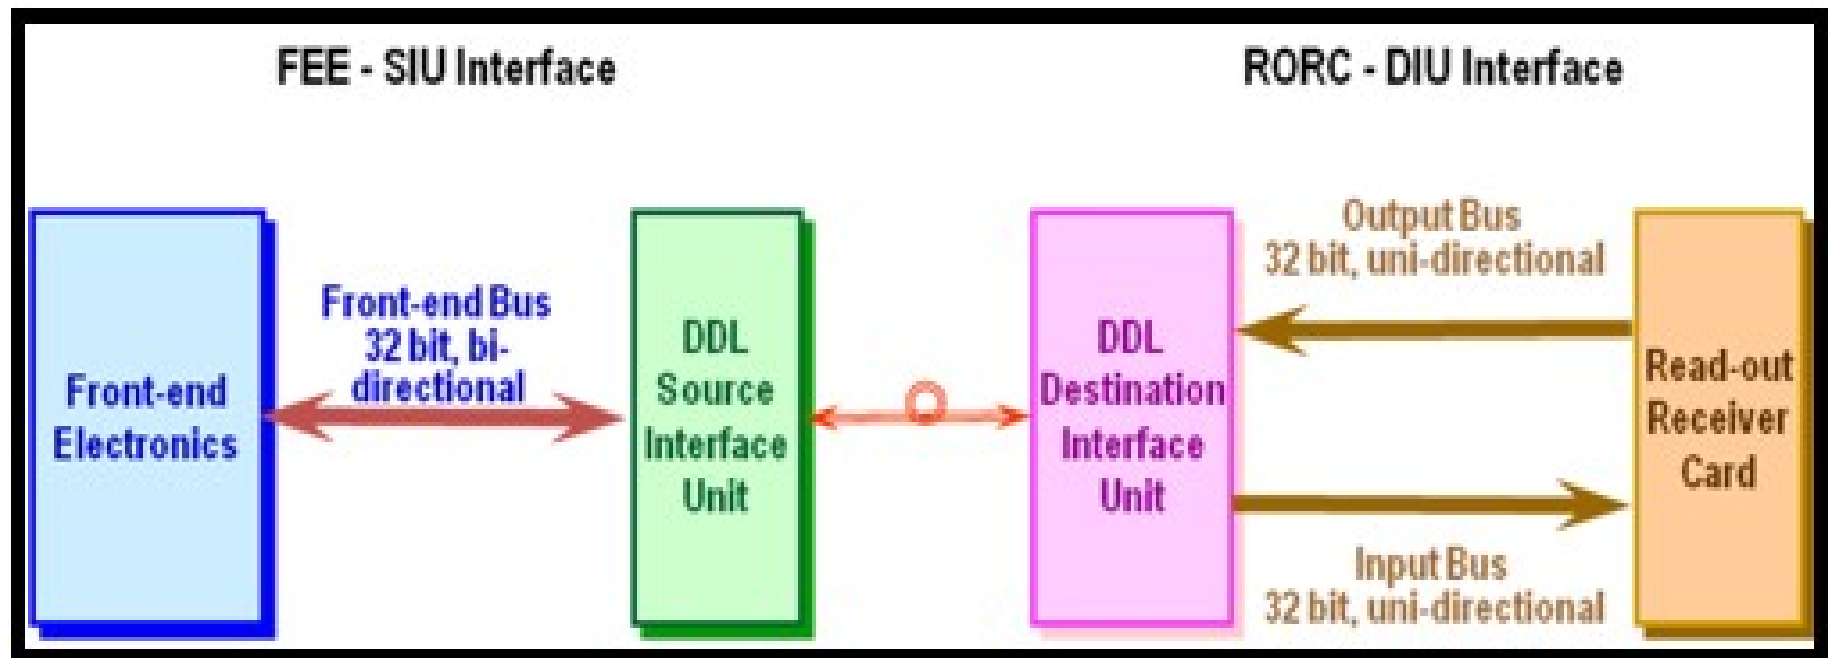 FEE - SIU Interface
RORC - DIU Interface
Front-end
Electronics
Front-end Bus
32 bit, bi-
directional
DDL
Source
Interface
Unit
DDL
Destination
Interface
Unit
Output Bus
32 bit, uni-directional
Input Bus
32 bit, uni-directional
Read-out
Receiver
Card